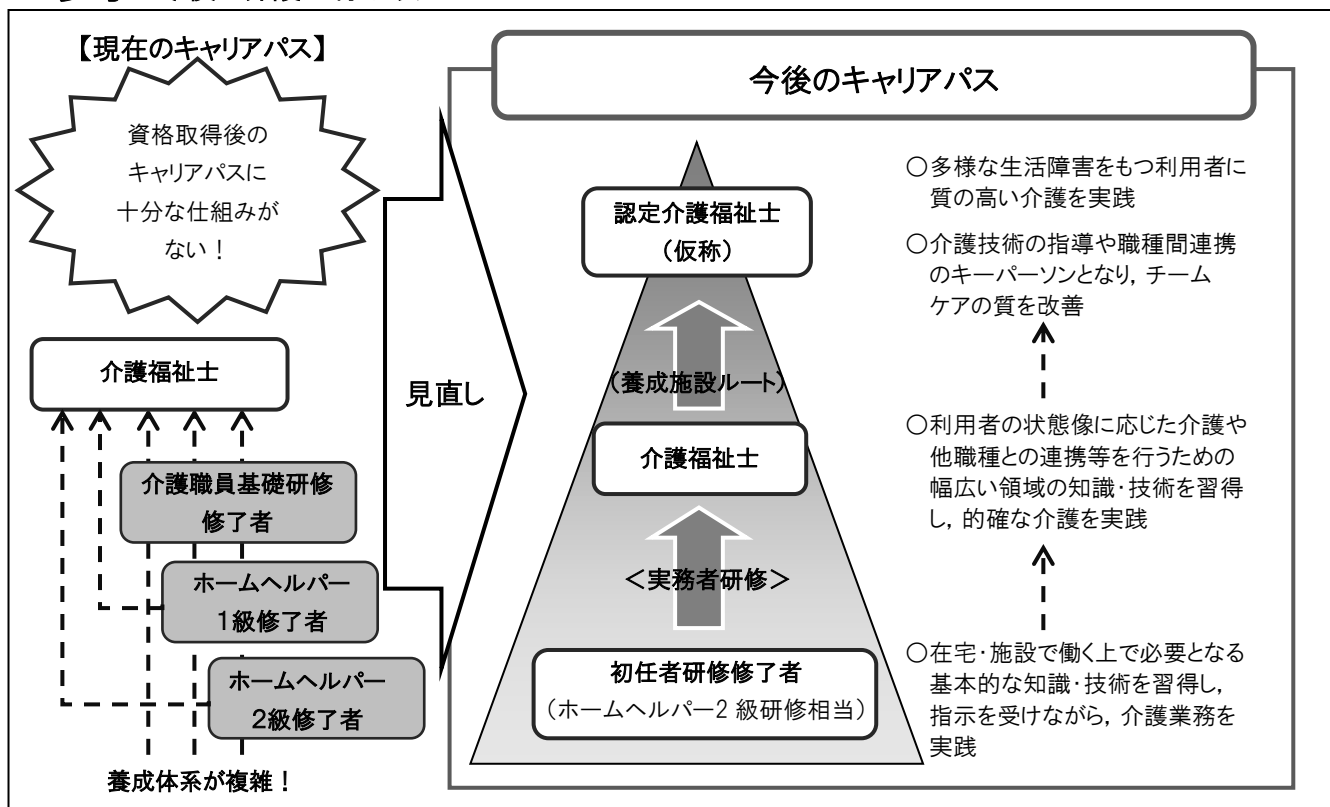 【現在のキャリアパス】
資格取得後の
キャリアパスに
十分な仕組みが
ない！
介護福祉士
介護職員基礎研修
修了者
ホームヘルパー
１級修了者
ホームヘルパー
２級修了者
養成体系が複雑！
見直し
今後のキャリアパス
認定介護福祉士
（仮称）
（養成施設ルート）
介護福祉士
＜実務者研修＞
初任者研修修了者
（ホームヘルパー2 級研修相当）
○多様な生活障害をもつ利用者に
質の高い介護を実践
○介護技術の指導や職種間連携
のキーパーソンとなり，チーム
ケアの質を改善
○利用者の状態像に応じた介護や
他職種との連携等を行うための
幅広い領域の知識・技術を習得
し，的確な介護を実践
○在宅・施設で働く上で必要となる
基本的な知識・技術を習得し，
指示を受けながら，介護業務を
実践